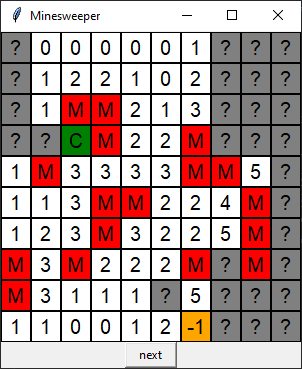 Minesweeper
? 0 0 0 0 0 1 ? ? ?
? 1 2 2 1 0 2 ? ? ?
? 1 M M 2 1 3 ? ? ?
? ? C M 2 2 M ? ? ?
1 M 3 3 3 3 M M 5 ?
1 1 3 M M 2 2 4 M ?
1 2 3 M 3 2 2 5 M ?
M 3 M 2 2 2 M ? M ?
M 3 1 1 1 ? 5 ? ? ?
1 1 0 0 1 2 -1 ? ? ?
next